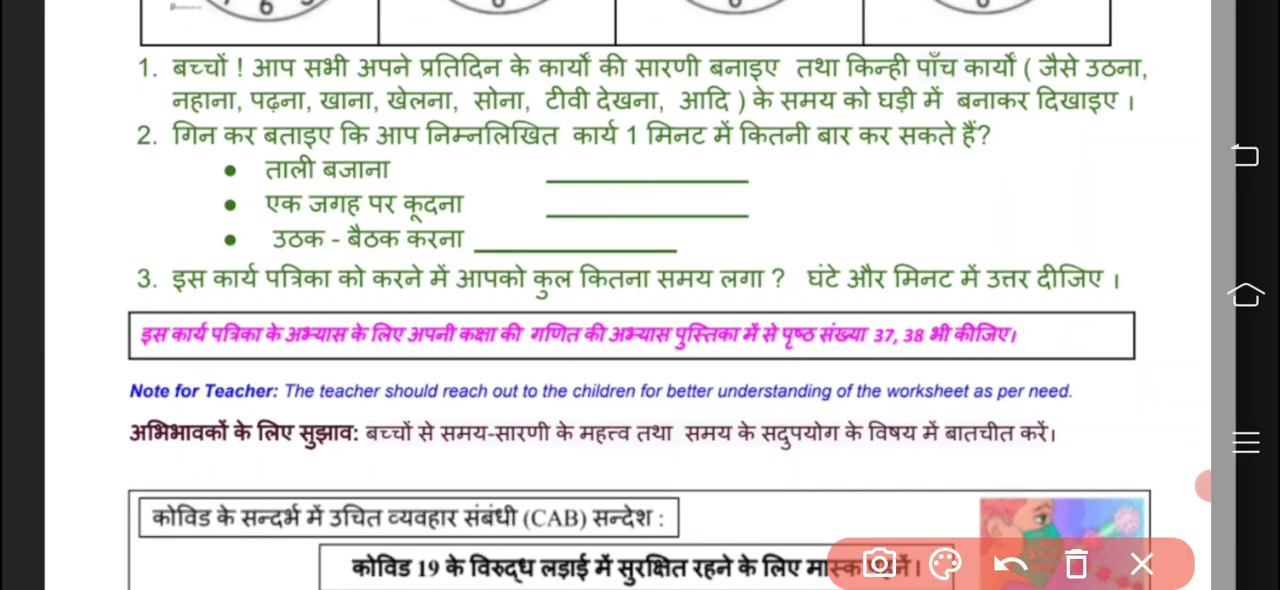 6
6
6
6
1. बच्चों ! आप सभी अपने प्रतिदिन के कार्यों की सारणी बनाइए तथा किन्ही पाँच कार्यों ( जैसे उठना,
नहाना, पढ़ना, खाना, खेलना, सोना, टीवी देखना, आदि ) के समय को घड़ी में बनाकर दिखाइए ।
2. गिन कर बताइए कि आप निम्नलिखित कार्य 1 मिनट में कितनी बार कर सकते हैं?
● ताली बजाना
● एक जगह पर कूदना
● उठक - बैठक करना
3. इस कार्य पत्रिका को करने में आपको कुल कितना समय लगा ? घंटे और मिनट में उत्तर दीजिए ।
इस कार्य पत्रिका के अभ्यास के लिए अपनी कक्षा की गणित की अभ्यास पुस्तिका में से पृष्ठ संख्या 37, 38 भी कीजिए।
Note for Teacher: The teacher should reach out to the children for better understanding of the worksheet as per need.
अभिभावकों के लिए सुझाव: बच्चों से समय-सारणी के महत्त्व तथा समय के सदुपयोग के विषय में बातचीत करें।
कोविड के सन्दर्भ में उचित व्यवहार संबंधी (CAB) सन्देश :
कोविड 19 के विरुद्ध लड़ाई में सुरक्षित रहने के लिए मास्क